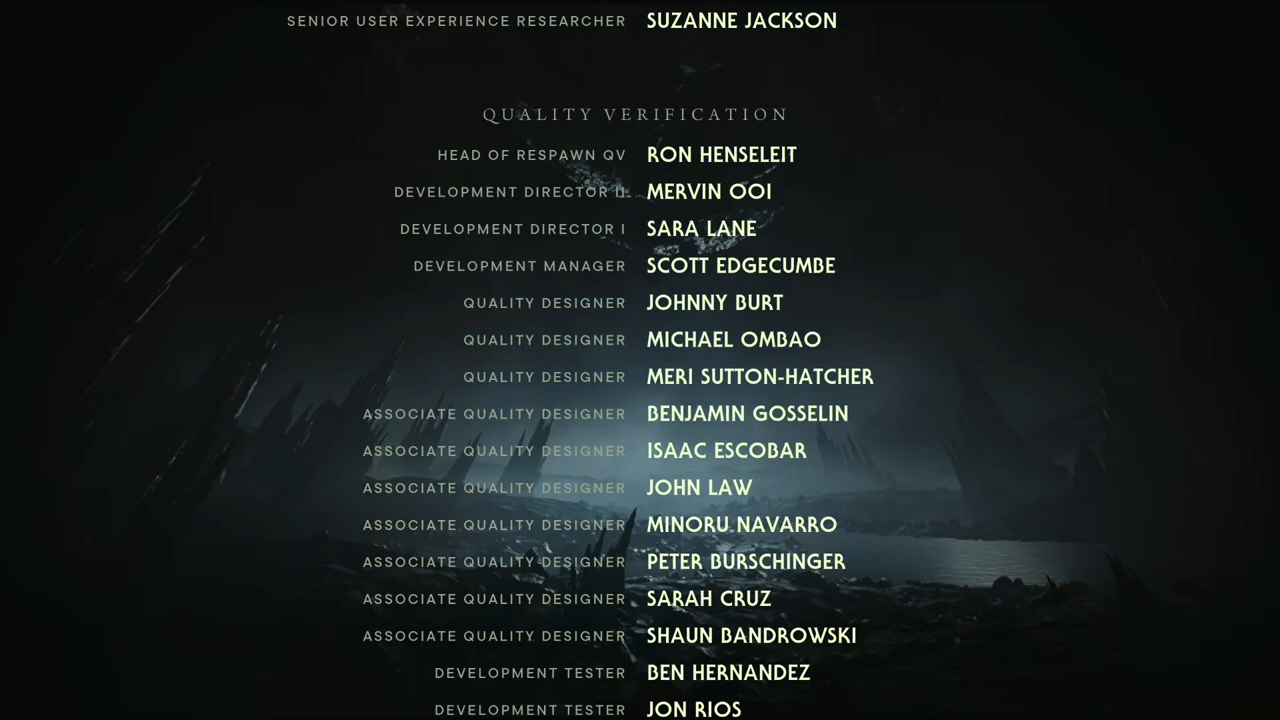 SENIOR USER EXPERIENCE RESEARCHER SUZANNE JACKSON
QUALITY VERIFICATION
HEAD OF RESPAWN QV RON HENSELEIT
DEVELOPMENT DIRECTOR II MERVIN OOI
DEVELOPMENT DIRECTOR I SARA LANE
DEVELOPMENT MANAGER SCOTT EDGECUMBE
QUALITY DESIGNER JOHNNY BURT
QUALITY DESIGNER MICHAEL OMBAO
QUALITY DESIGNER MERI SUTTON-HATCHER
ASSOCIATE QUALITY DESIGNER BENJAMIN GOSSELIN
ASSOCIATE QUALITY DESIGNER ISAAC ESCOBAR
ASSOCIATE QUALITY DESIGNER JOHN LAW
ASSOCIATE QUALITY DESIGNER MINORU NAVARRO
ASSOCIATE QUALITY DESIGNER PETER BURSCHINGER
ASSOCIATE QUALITY DESIGNER SARAH CRUZ
ASSOCIATE QUALITY DESIGNER SHAUN BANDROWSKI
DEVELOPMENT TESTER BEN HERNANDEZ
DEVELOPMENT TESTER JON RIOS